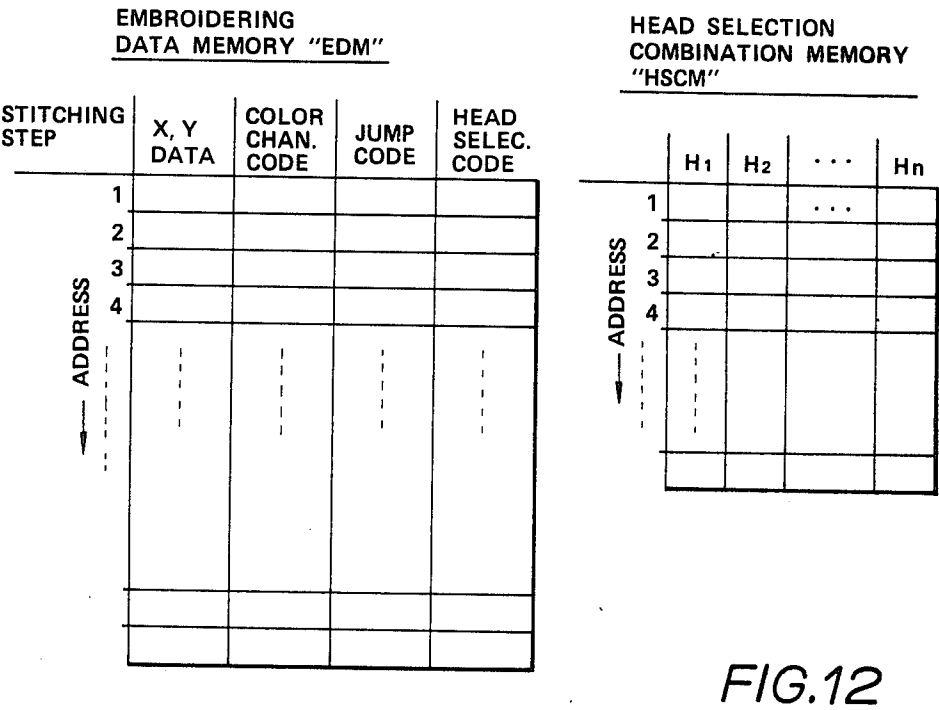 EMBROIDERING
DATA MEMORY "EDM"
STITCHING
STEP
X, Y
DATA
COLOR
CHAN.
CODE
JUMP
CODE
HEAD
SELEC.
CODE
1
2
3
4
ADDRESS
HEAD SELECTION
COMBINATION MEMORY
"HSCM"
H1 H2 ... Hn
1 ...
2
3
4
ADDRESS
FIG.12